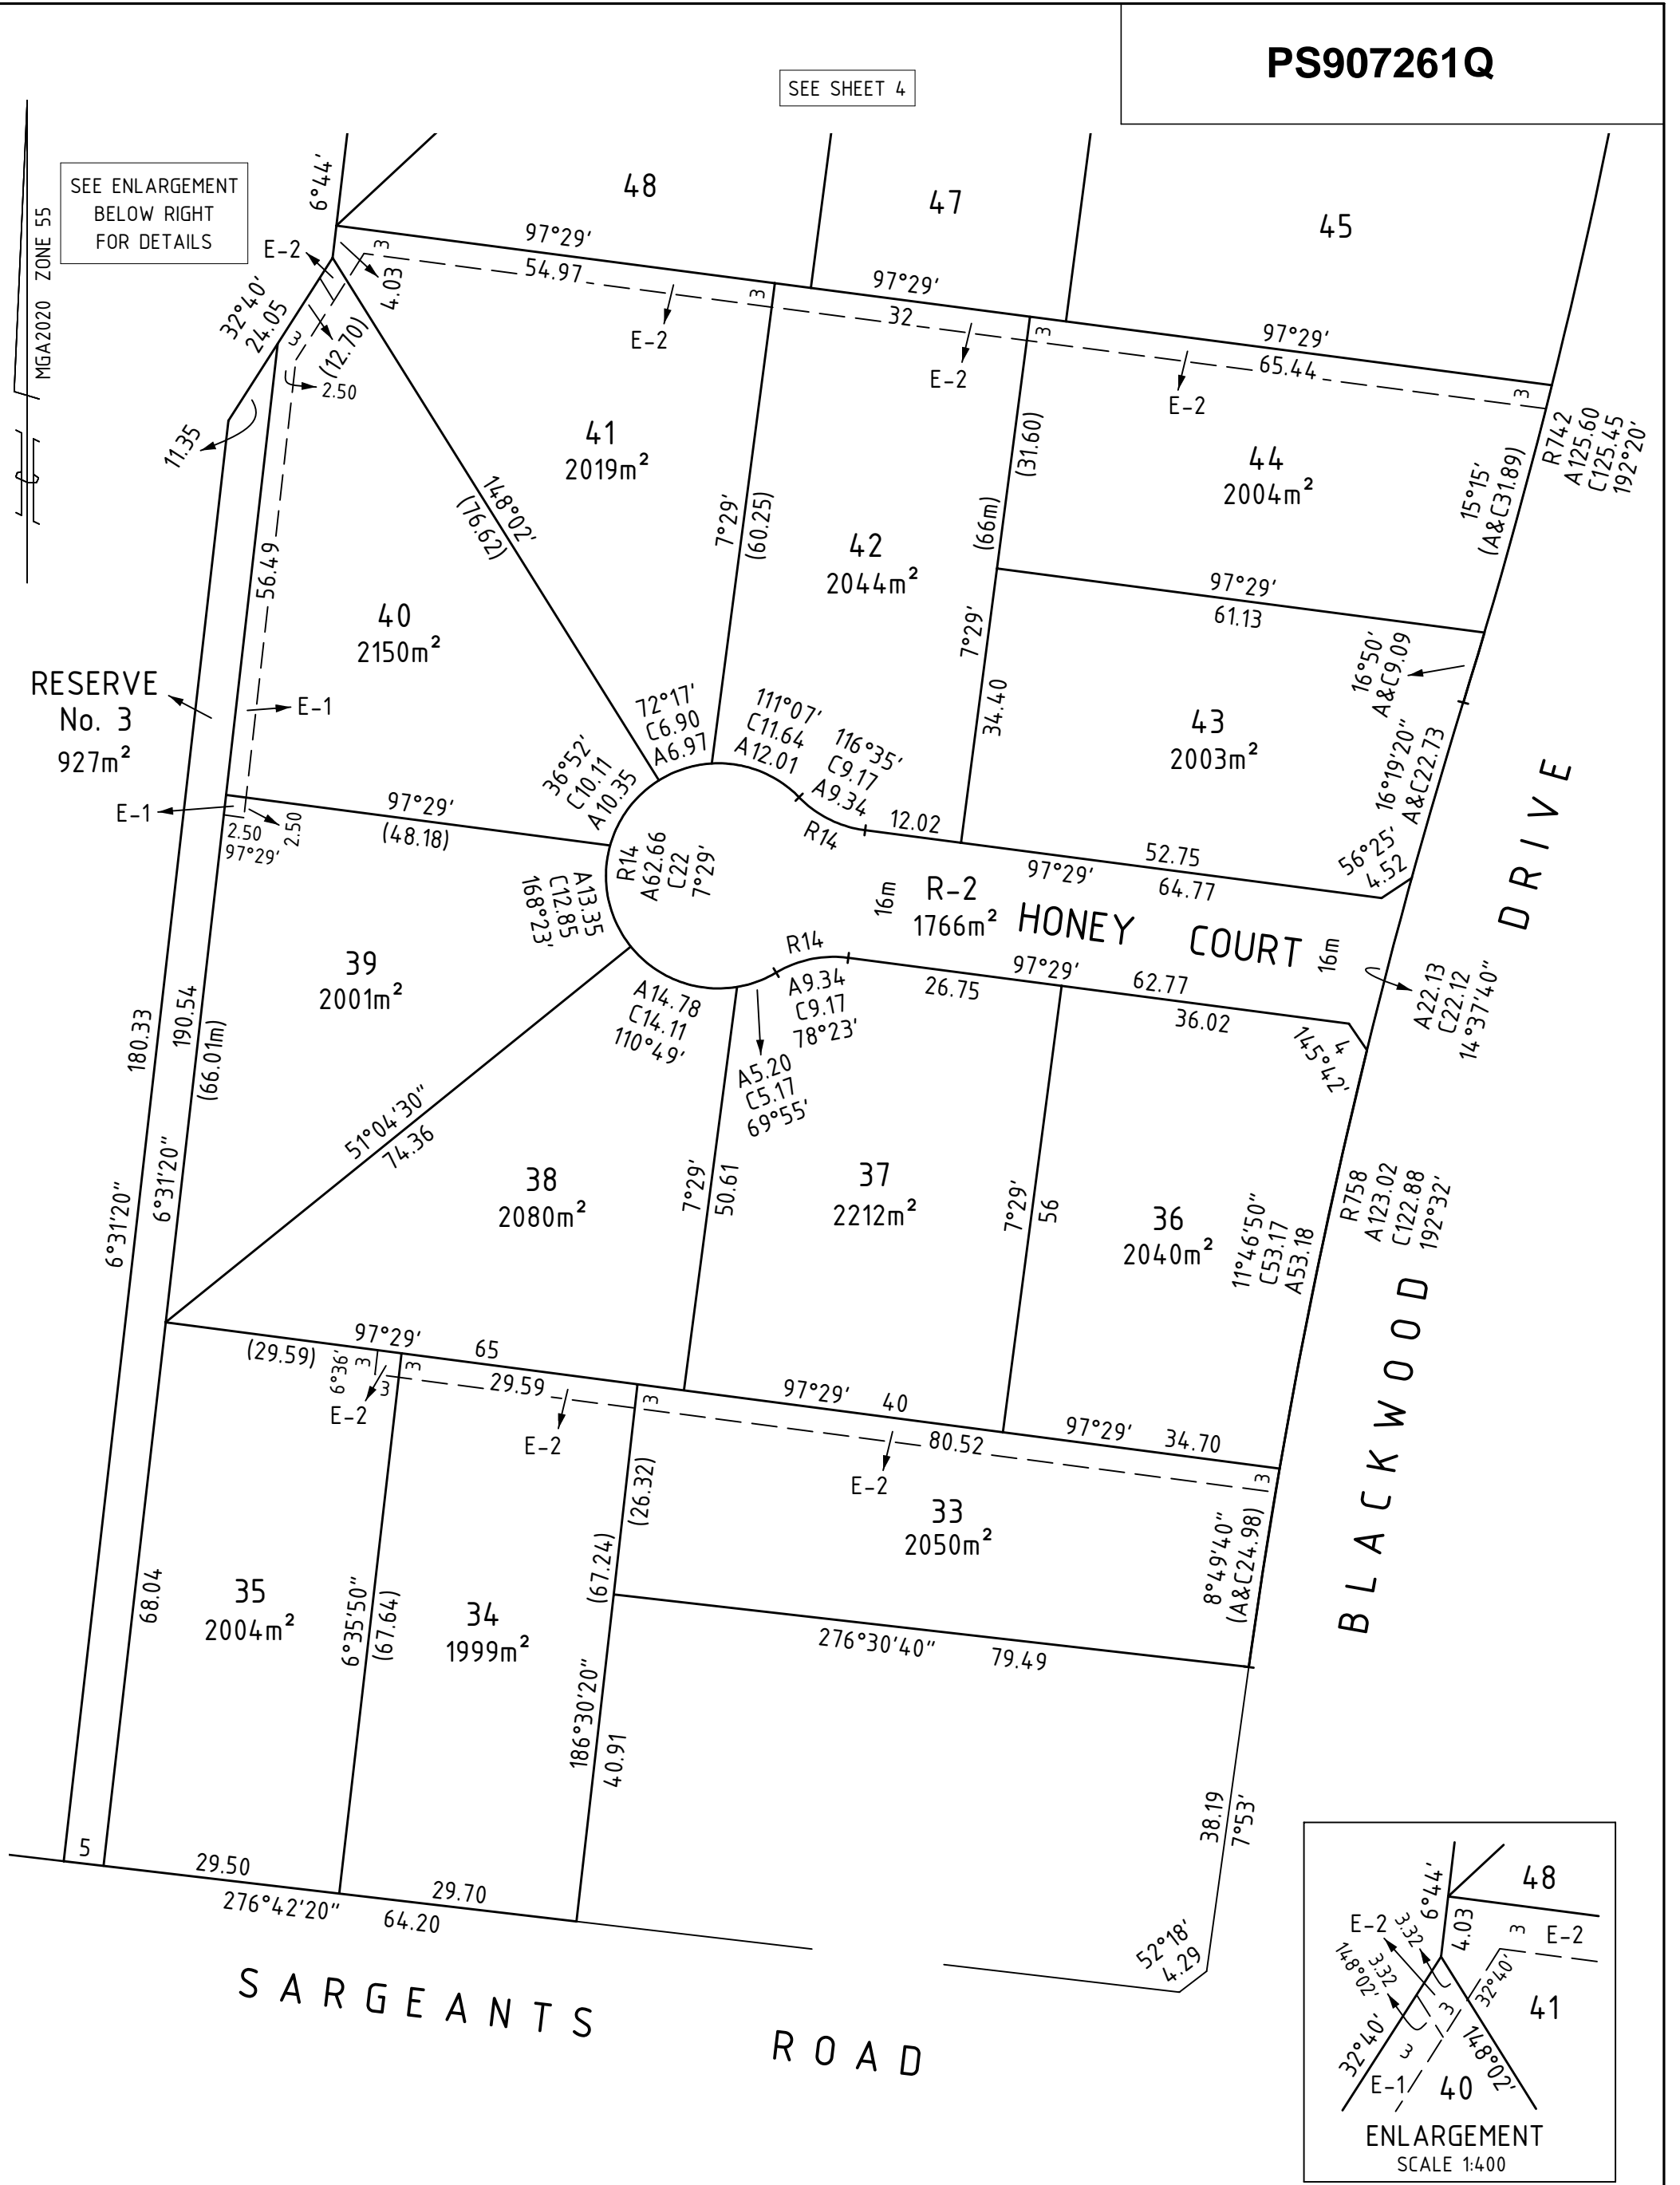 PS907261Q
SEE SHEET 4
SEE ENLARGEMENT
BELOW RIGHT
FOR DETAILS
MGA2020 ZONE 55
6°44'
48
47
45
97°29'
54.97
3
E-2
4.03
32°40'
24.05
3
(12.70)
2.50
11.35
E-2
3
97°29'
32
E-2
3
97°29'
65.44
E-2
3
R742
A125.60
C125.45
192°20'
41
2019m²
148°02'
(76.62)
7°29'
(60.25)
42
2044m²
(31.60)
(66m)
7°29'
34.40
44
2004m²
15°15'
(A&C31.89)
97°29'
61.13
16°50'
A&C9.09
43
2003m²
16°19'20"
A&C22.73
56°25'
4.52
56.49
40
2150m²
RESERVE
No. 3
927m²
E-1
E-1
2.50
97°29'
2.50
97°29'
(48.18)
36°52'
C10.11
A10.35
72°17'
C6.90
A6.97
111°07'
C11.64
A12.01
116°35'
C9.17
A9.34
R14
12.02
52.75
97°29'
64.77
R14
A62.66
C22
7°29'
A13.35
C12.85
168°23'
16m
R-2
1766m²
HONEY COURT
16m
BLACKWOOD DRIVE
A22.13
C22.12
14°37'40"
R14
A9.34
C9.17
78°23'
26.75
97°29'
62.77
36.02
4
145°42'
A14.78
C14.11
110°49'
A5.20
C5.17
69°55'
39
2001m²
180.33
190.54
(66.01m)
6°31'20"
6°31'20"
51°04'30"
74.36
38
2080m²
7°29'
50.61
37
2212m²
7°29'
56
36
2040m²
11°46'50"
C53.17
A53.18
R758
A123.02
C122.88
192°32'
97°29'
65
(29.59)
6°36'
3
3
3
E-2
29.59
E-2
3
97°29'
40
80.52
E-2
97°29'
34.70
3
33
2050m²
8°49'40"
(A&C24.98)
(26.32)
(67.24)
276°30'40"
79.49
68.04
35
2004m²
6°35'50"
(67.64)
34
1999m²
186°30'20"
40.91
38.19
7°53'
5
29.50
29.70
276°42'20"
64.20
52°18'
4.29
SARGEANTS ROAD
48
6°44'
4.03
3
E-2
E-2
3.32
3.32
148°02'
32°40'
3
3
32°40'
41
148°02'
E-1
40
ENLARGEMENT
SCALE 1:400